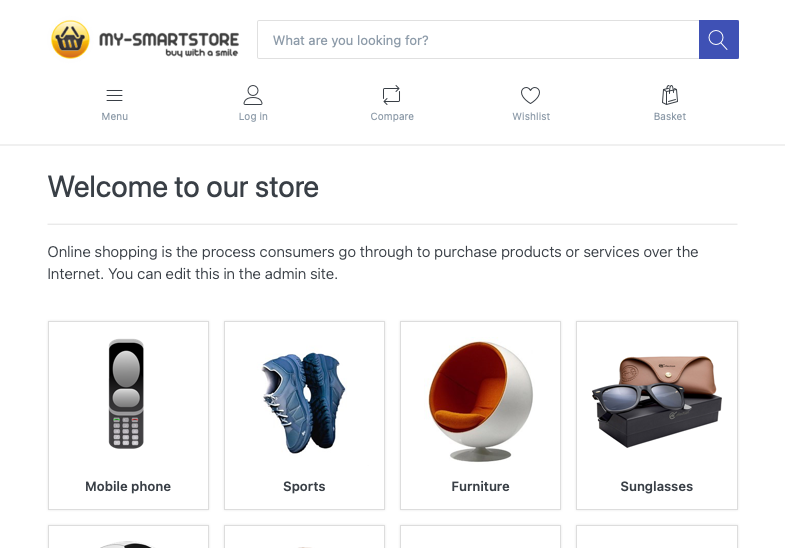 MY-SMARTSTORE
buy with a smile
What are you looking for?
Menu
Log in
Compare
Wishlist
Basket
Welcome to our store
Online shopping is the process consumers go through to purchase products or services over the
Internet. You can edit this in the admin site.
Mobile phone
Sports
Furniture
Sunglasses